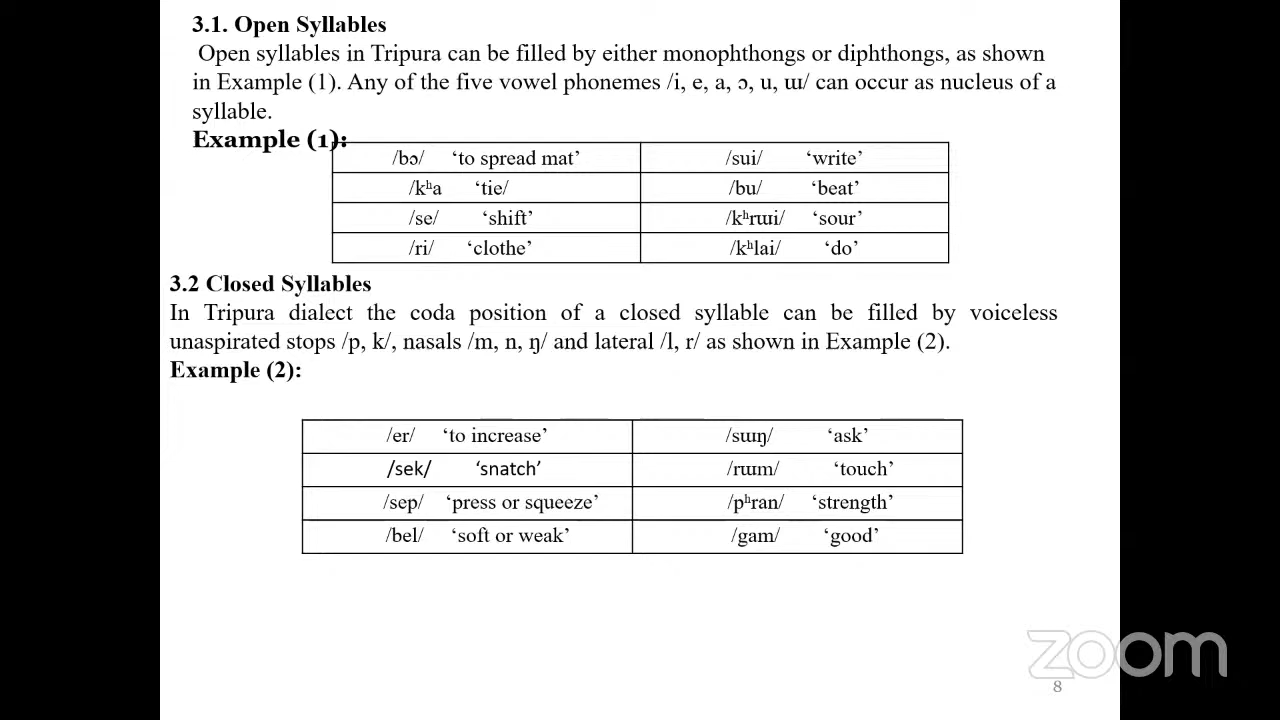 3.1. Open Syllables
Open syllables in Tripura can be filled by either monophthongs or diphthongs, as shown
in Example (1). Any of the five vowel phonemes /i, e, a, ɔ, u, ɯ/ can occur as nucleus of a
syllable.
Example (1):
/bɔ/ ‘to spread mat’ /sui/ ‘write’
/kʰa ‘tie/ /bu/ ‘beat’
/se/ ‘shift’ /kʰrɯi/ ‘sour’
/ri/ ‘clothe’ /kʰlai/ ‘do’
3.2 Closed Syllables
In Tripura dialect the coda position of a closed syllable can be filled by voiceless
unaspirated stops /p, k/, nasals /m, n, ŋ/ and lateral /l, r/ as shown in Example (2).
Example (2):
/er/ ‘to increase’ /sɯŋ/ ‘ask’
/sek/ ‘snatch’ /rɯm/ ‘touch’
/sep/ ‘press or squeeze’ /pʰran/ ‘strength’
/bel/ ‘soft or weak’ /gam/ ‘good’
zoom
8